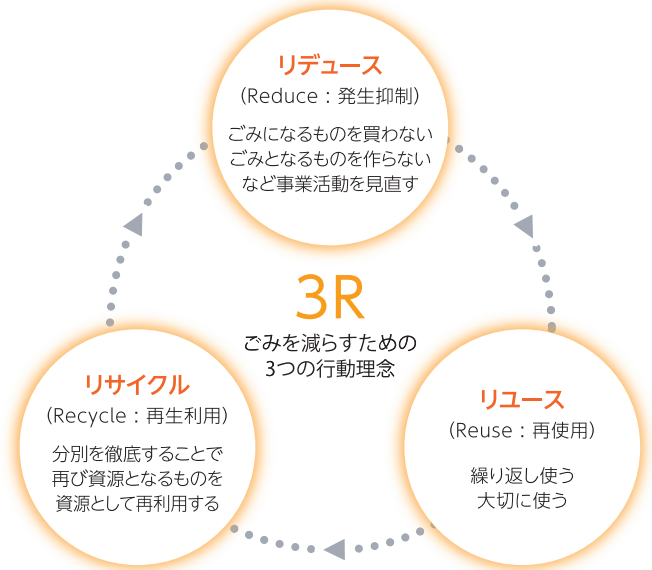 リデュース
（Reduce：発生抑制）
ごみになるものを買わない
ごみとなるものを作らない
など事業活動を見直す
3R
ごみを減らすための
3つの行動理念
リサイクル
（Recycle：再生利用）
分別を徹底することで
再び資源となるものを
資源として再利用する
リユース
（Reuse：再使用）
繰り返し使う
大切に使う